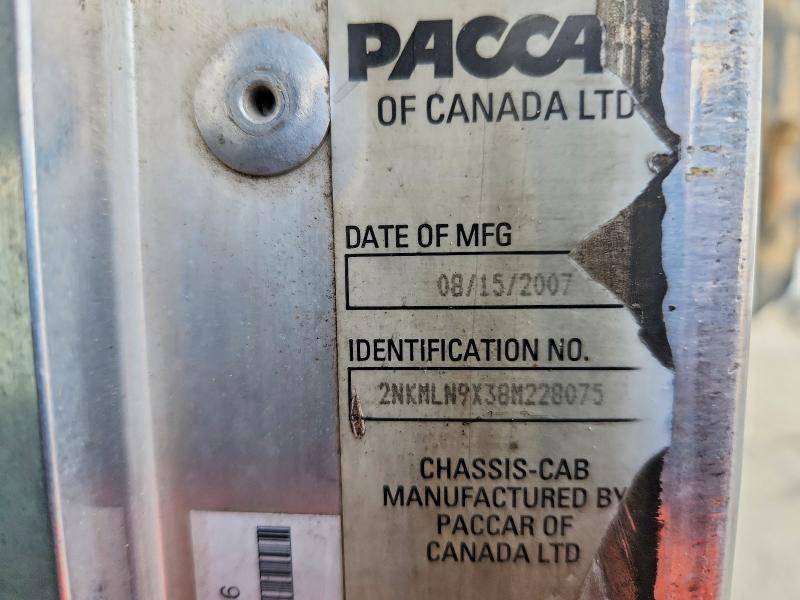 PACCA
OF CANADA LTD
DATE OF MFG
08/15/2007
IDENTIFICATION NO.
2NKMLN9X38M228075
CHASSIS-CAB
MANUFACTURED BY
PACCAR OF
CANADA LTD
6